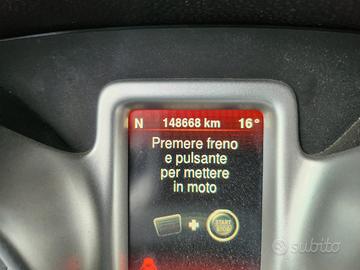 N 148668 km 16°
Premere freno
e pulsante
per mettere
in moto
START
STOP
subito